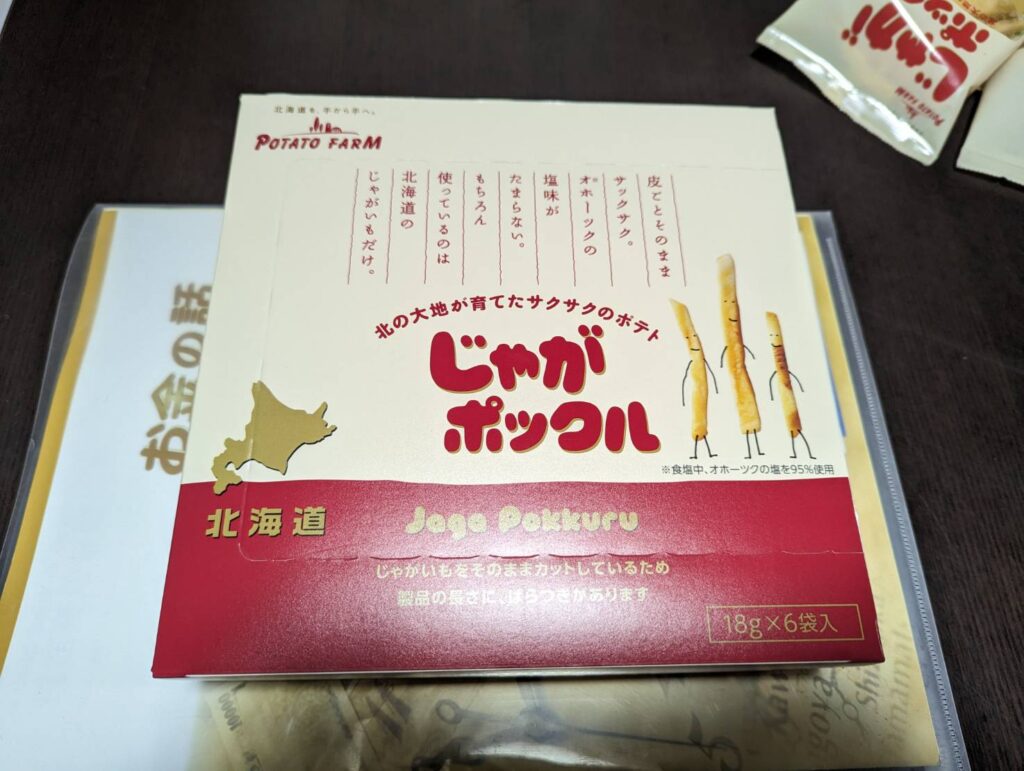 北海道を、手から手へ。
POTATO FARM
皮ごとそのまま
サックサク。
オホーツクの
塩味が
たまらない。
もちろん
使っているのは
北海道の
じゃがいもだけ。
北の大地が育てたサクサクのポテト
じゃが
ポックル
※食塩中、オホーツクの塩を95%使用
北海道
Jaga Pokkuru
じゃがいもをそのままカットしているため
製品の長さに、ばらつきがあります
18g×6袋入
お金の話
じゃが
ポッ
POTATO FARM